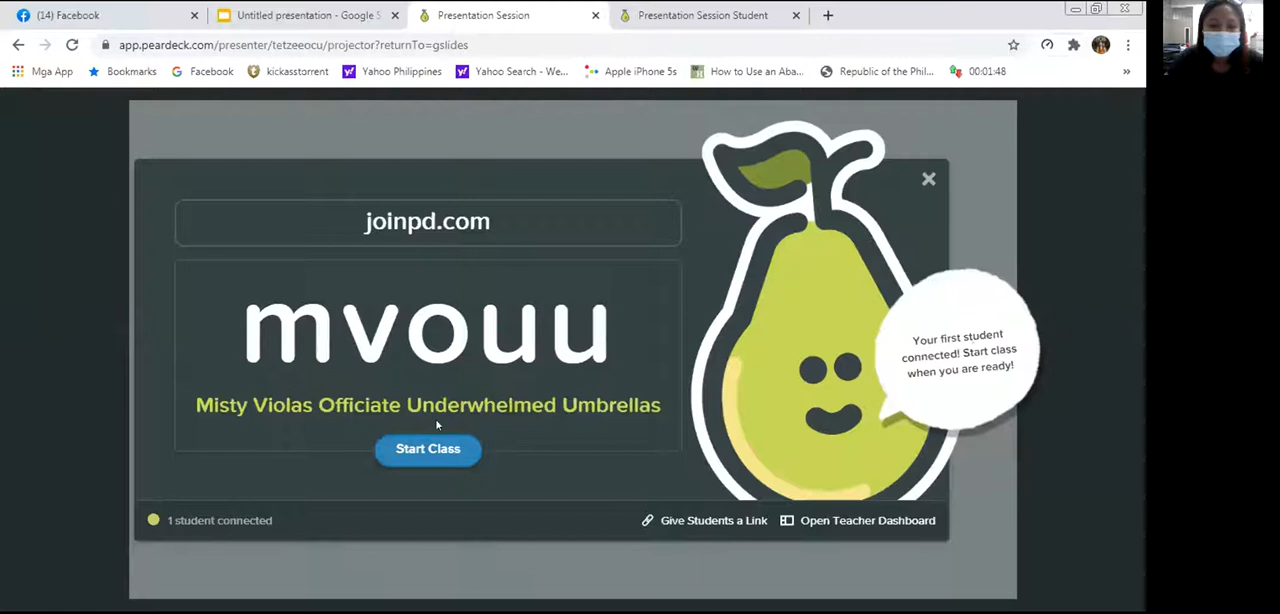 (14) Facebook
Untitled presentation - Google S
Presentation Session
Presentation Session Student
app.peardeck.com/presenter/tetzeeocu/projector?returnTo=gslides
Mga App
Bookmarks
Facebook
kickasstorrent
Yahoo Philippines
Yahoo Search - We...
Apple iPhone 5s
How to Use an Aba...
Republic of the Phil...
00:01:48
joinpd.com
mvouu
Misty Violas Officiate Underwhelmed Umbrellas
Start Class
Your first student
connected! Start class
when you are ready!
1 student connected
Give Students a Link
Open Teacher Dashboard